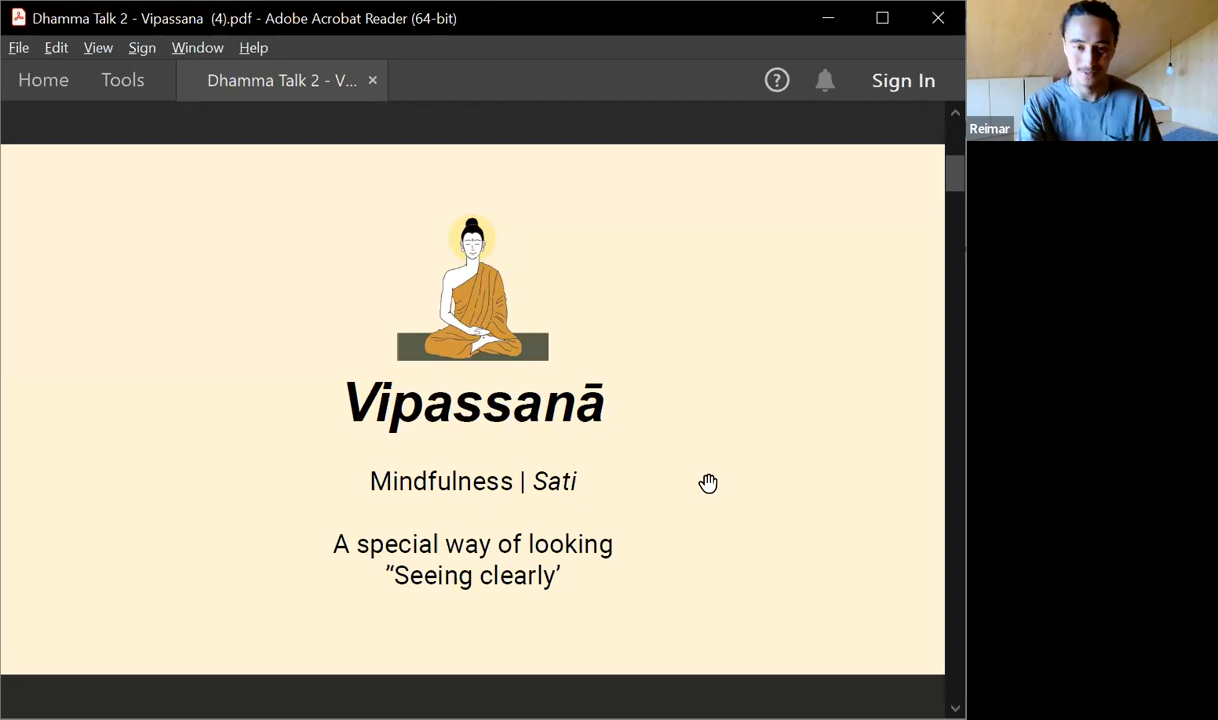 Dhamma Talk 2 - Vipassana (4).pdf - Adobe Acrobat Reader (64-bit)
File Edit View Sign Window Help
Home Tools Dhamma Talk 2 - V... × ? Sign In
Reimar
Vipassanā
Mindfulness | Sati
A special way of looking
”Seeing clearly’